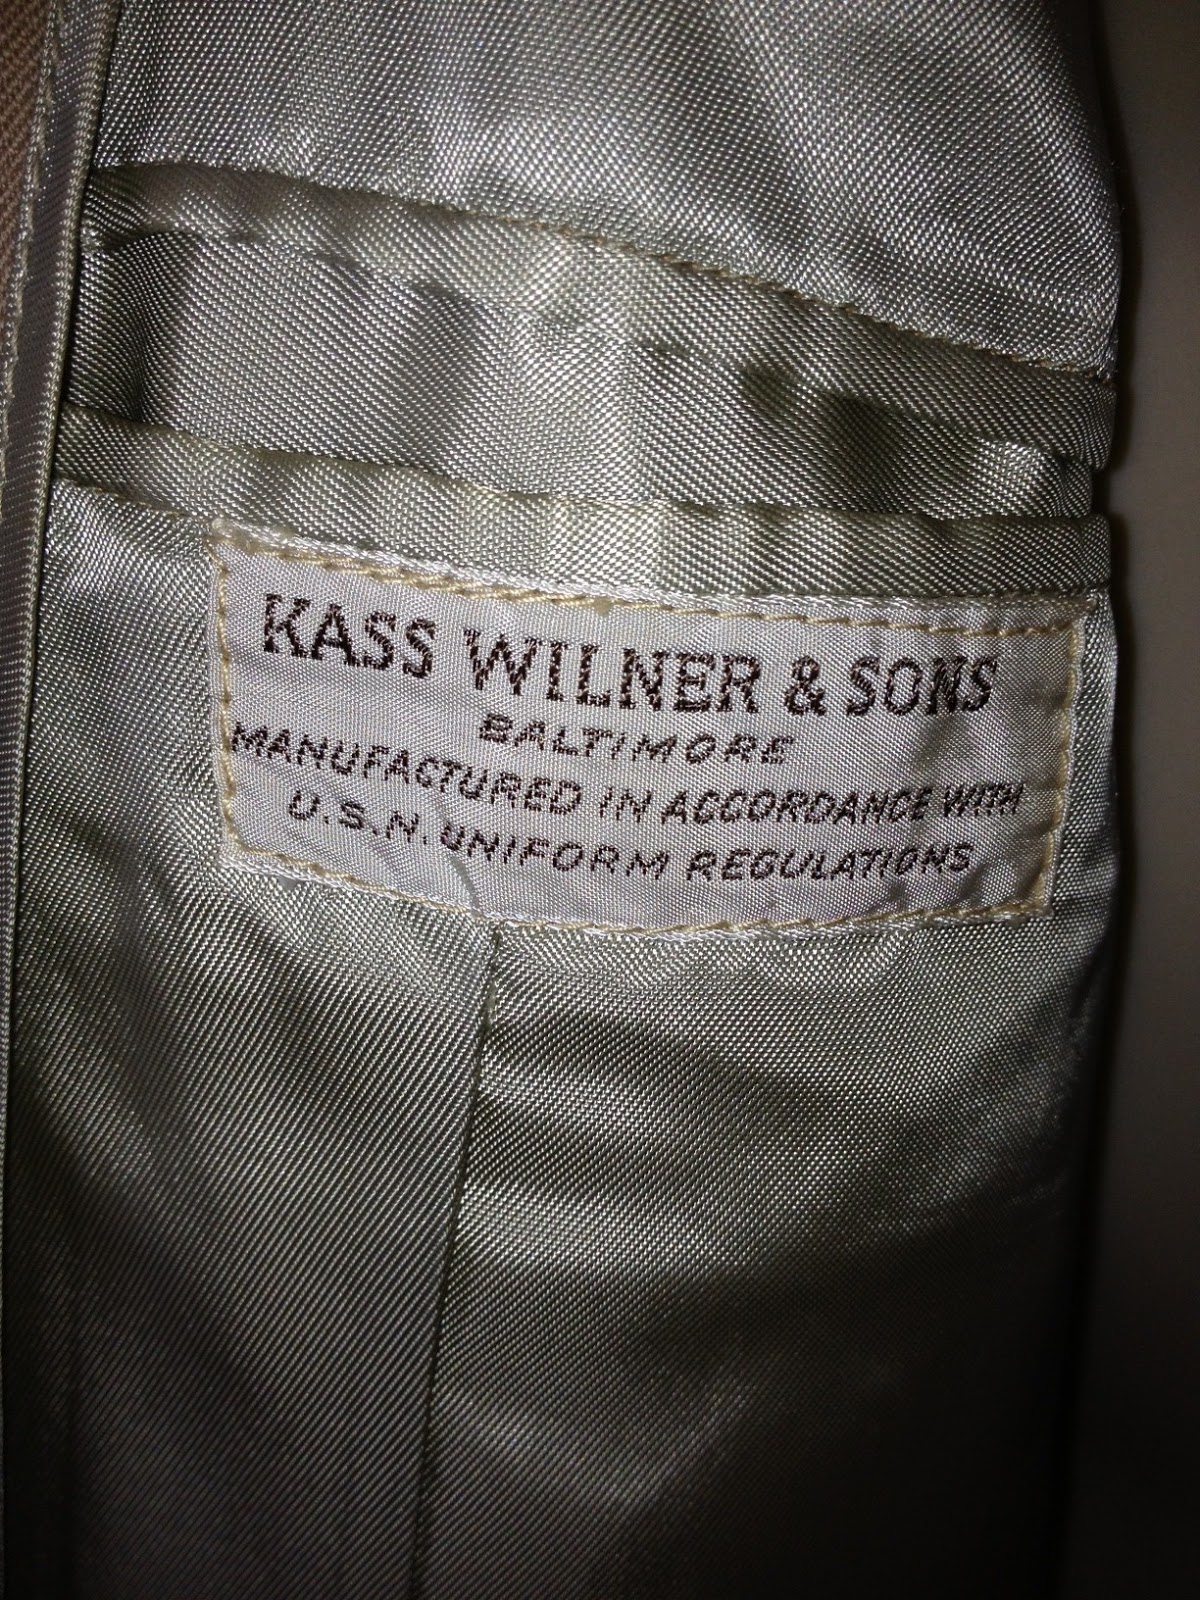 KASS WILNER & SONS
BALTIMORE
MANUFACTURED IN ACCORDANCE WITH
U.S.N. UNIFORM REGULATIONS